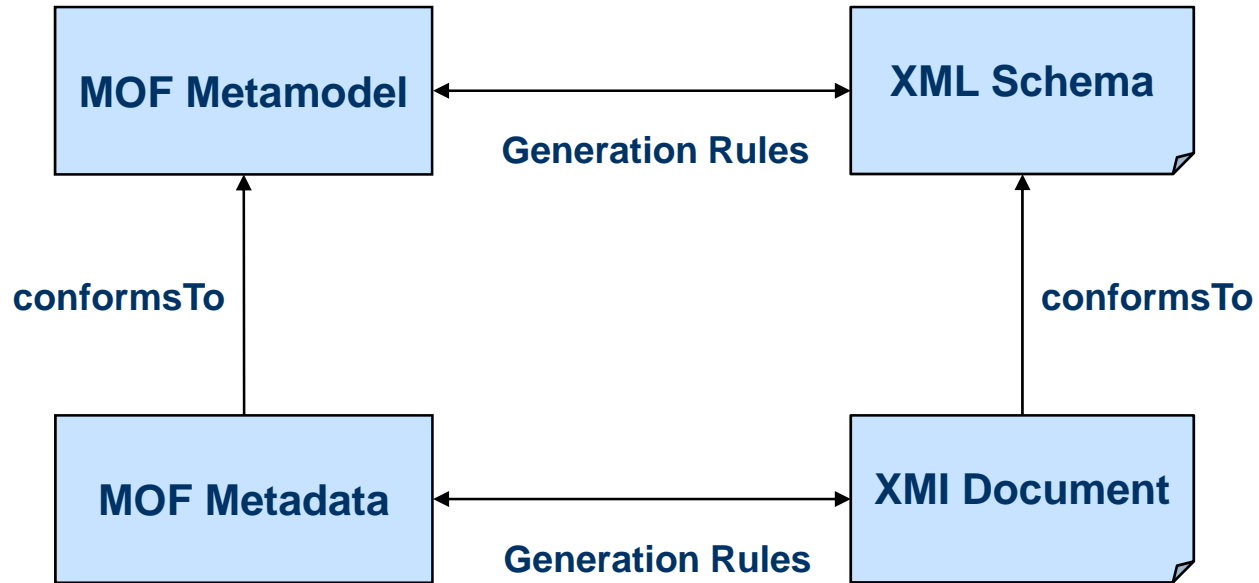 MOF Metamodel
XML Schema
Generation Rules
conformsTo
conformsTo
MOF Metadata
XMI Document
Generation Rules